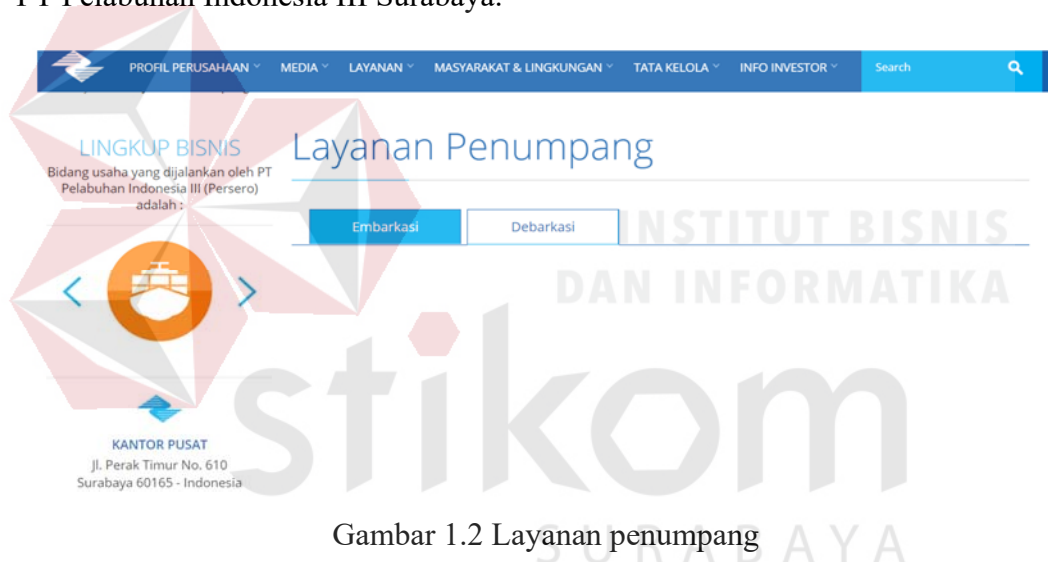 PT Pelabuhan Indonesia III Surabaya.
PROFIL PERUSAHAAN MEDIA LAYANAN MASYARAKAT & LINGKUNGAN TATA KELOLA INFO INVESTOR Search
LINGKUP BISNIS
Bidang usaha yang dijalankan oleh PT
Pelabuhan Indonesia III (Persero)
adalah :
Layanan Penumpang
Embarkasi Debarkasi
INSTITUT BISNIS
DAN INFORMATIKA
stikom
SURABAYA
KANTOR PUSAT
Jl. Perak Timur No. 610
Surabaya 60165 - Indonesia
Gambar 1.2 Layanan penumpang